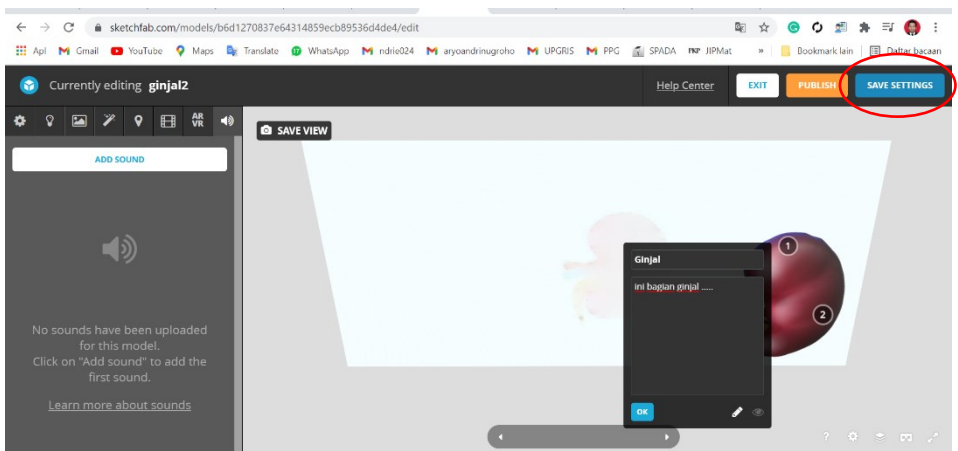 sketchfab.com/models/b6d1270837e64314859ecb89536d4de4/edit
Apl Gmail YouTube Maps Translate WhatsApp ndrie024 aryoandrinugroho UPGRIS PPG SPADA JIPMat » Bookmark lain Daftar bacaan
Currently editing ginjal2 Help Center EXIT PUBLISH SAVE SETTINGS
AR VR
SAVE VIEW
ADD SOUND
1
Ginjal
ini bagian ginjal .....
2
No sounds have been uploaded
for this model.
Click on "Add sound" to add the
first sound.
Learn more about sounds
OK
?